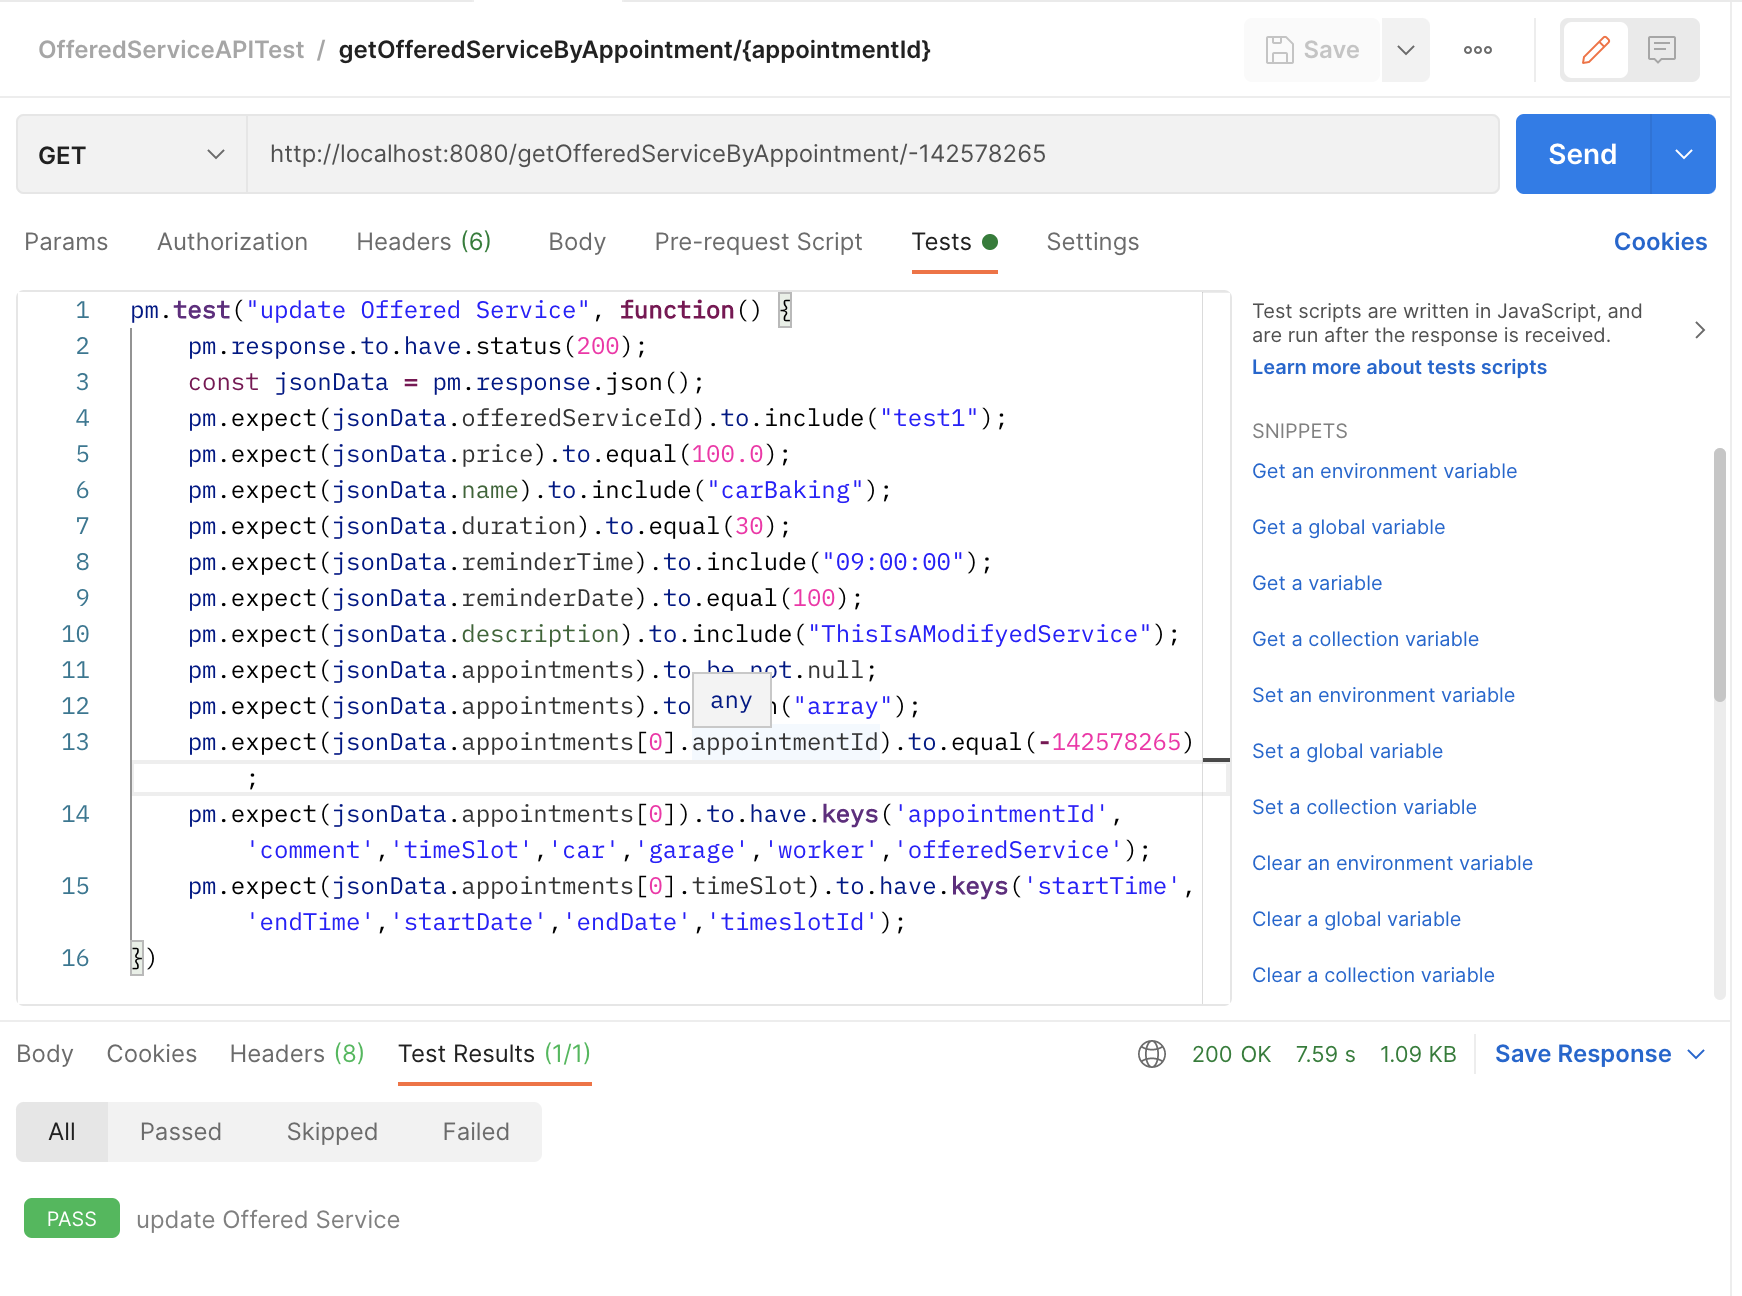 OfferedServiceAPITest / getOfferedServiceByAppointment/{appointmentId}
Save
GET
http://localhost:8080/getOfferedServiceByAppointment/-142578265
Send
Params Authorization Headers (6) Body Pre-request Script Tests Settings
Cookies
1 pm.test("update Offered Service", function() {
2 pm.response.to.have.status(200);
3 const jsonData = pm.response.json();
4 pm.expect(jsonData.offeredServiceId).to.include("test1");
5 pm.expect(jsonData.price).to.equal(100.0);
6 pm.expect(jsonData.name).to.include("carBaking");
7 pm.expect(jsonData.duration).to.equal(30);
8 pm.expect(jsonData.reminderTime).to.include("09:00:00");
9 pm.expect(jsonData.reminderDate).to.equal(100);
10 pm.expect(jsonData.description).to.include("ThisIsAModifyedService");
11 pm.expect(jsonData.appointments).to.be.not.null;
any
12 pm.expect(jsonData.appointments).to ("array");
13 pm.expect(jsonData.appointments[0].appointmentId).to.equal(-142578265)
;
14 pm.expect(jsonData.appointments[0]).to.have.keys('appointmentId',
'comment','timeSlot','car','garage','worker','offeredService');
15 pm.expect(jsonData.appointments[0].timeSlot).to.have.keys('startTime',
'endTime','startDate','endDate','timeslotId');
16 })
Test scripts are written in JavaScript, and
are run after the response is received.
Learn more about tests scripts
SNIPPETS
Get an environment variable
Get a global variable
Get a variable
Get a collection variable
Set an environment variable
Set a global variable
Set a collection variable
Clear an environment variable
Clear a global variable
Clear a collection variable
Body Cookies Headers (8) Test Results (1/1)
200 OK 7.59 s 1.09 KB Save Response
All Passed Skipped Failed
PASS update Offered Service